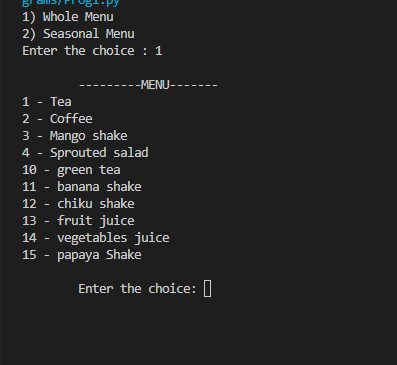 grams/Prog1.py
1) Whole Menu
2) Seasonal Menu
Enter the choice : 1
---------MENU-------
1 - Tea
2 - Coffee
3 - Mango shake
4 - Sprouted salad
10 - green tea
11 - banana shake
12 - chiku shake
13 - fruit juice
14 - vegetables juice
15 - papaya Shake
Enter the choice: